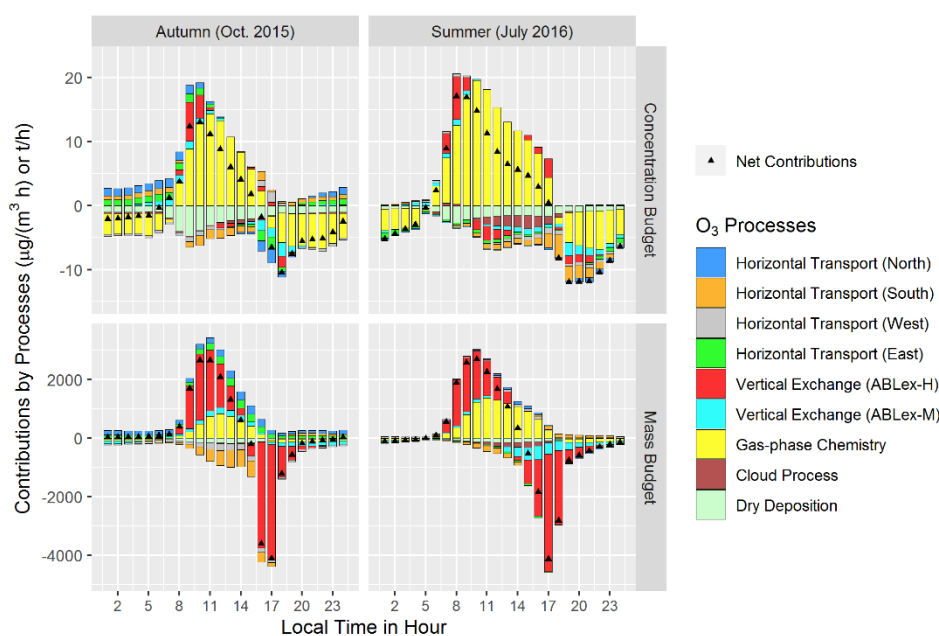 Autumn (Oct. 2015)
Summer (July 2016)
Contributions by Processes (µg/(m³ h) or t/h)
20
10
0
-10
Concentration Budget
2000
0
-2000
-4000
Mass Budget
2 5 8 11 14 17 20 23
2 5 8 11 14 17 20 23
Local Time in Hour
Net Contributions
O₃ Processes
Horizontal Transport (North)
Horizontal Transport (South)
Horizontal Transport (West)
Horizontal Transport (East)
Vertical Exchange (ABLex-H)
Vertical Exchange (ABLex-M)
Gas-phase Chemistry
Cloud Process
Dry Deposition